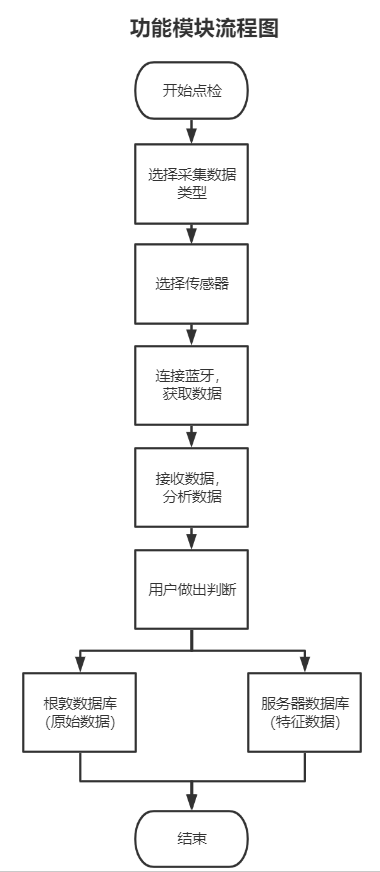 功能模块流程图
开始点检
选择采集数据
类型
选择传感器
连接蓝牙，
获取数据
接收数据，
分析数据
用户做出判断
根敦数据库
(原始数据)
服务器数据库
(特征数据)
结束